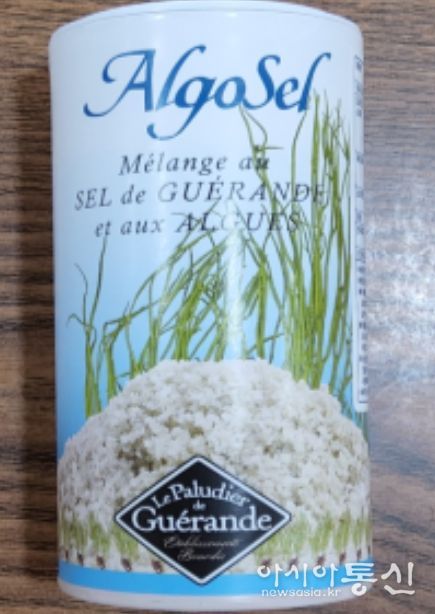 AlgoSel
Mélange au
SEL de GUÉRANDE
et aux ALGUES
Le Paludier
de
Guérande
아시아통신
newsasia.kr